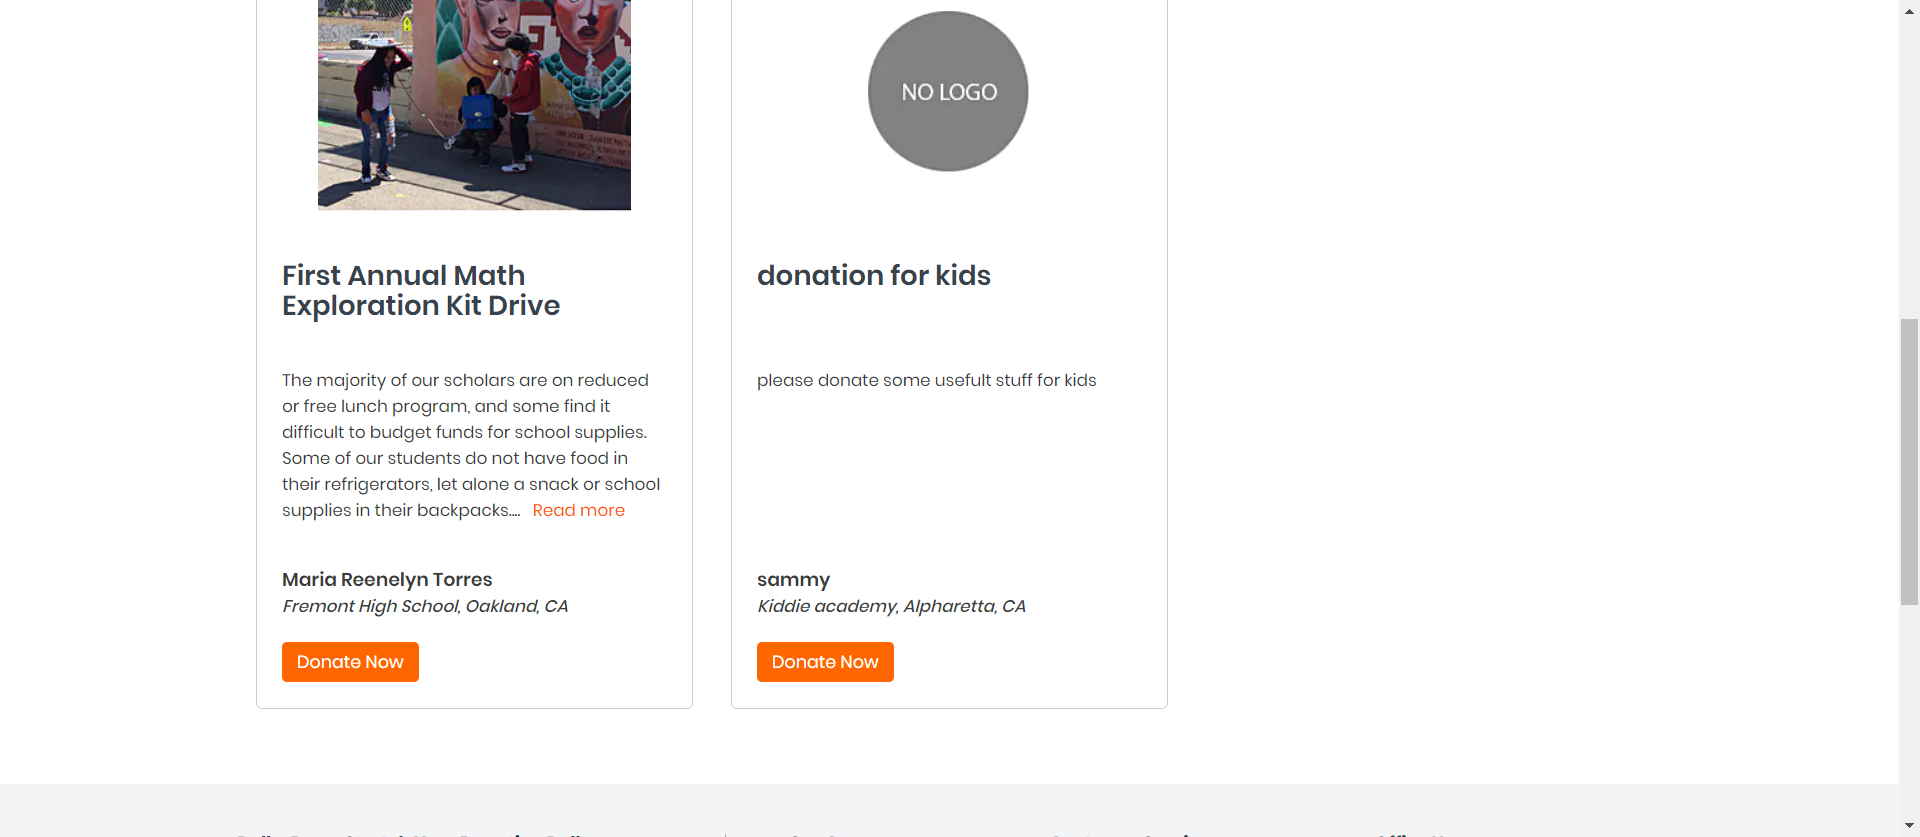 NO LOGO
First Annual Math
Exploration Kit Drive
The majority of our scholars are on reduced
or free lunch program, and some find it
difficult to budget funds for school supplies.
Some of our students do not have food in
their refrigerators, let alone a snack or school
supplies in their backpacks.... Read more
Maria Reenelyn Torres
Fremont High School, Oakland, CA
Donate Now
donation for kids
please donate some usefult stuff for kids
sammy
Kiddie academy, Alpharetta, CA
Donate Now